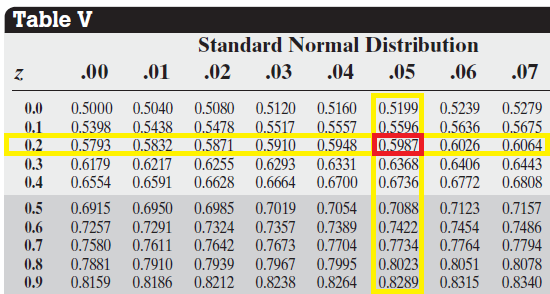 Table V
Standard Normal Distribution
z .00 .01 .02 .03 .04 .05 .06 .07
0.0 0.5000 0.5040 0.5080 0.5120 0.5160 0.5199 0.5239 0.5279
0.1 0.5398 0.5438 0.5478 0.5517 0.5557 0.5596 0.5636 0.5675
0.2 0.5793 0.5832 0.5871 0.5910 0.5948 0.5987 0.6026 0.6064
0.3 0.6179 0.6217 0.6255 0.6293 0.6331 0.6368 0.6406 0.6443
0.4 0.6554 0.6591 0.6628 0.6664 0.6700 0.6736 0.6772 0.6808
0.5 0.6915 0.6950 0.6985 0.7019 0.7054 0.7088 0.7123 0.7157
0.6 0.7257 0.7291 0.7324 0.7357 0.7389 0.7422 0.7454 0.7486
0.7 0.7580 0.7611 0.7642 0.7673 0.7704 0.7734 0.7764 0.7794
0.8 0.7881 0.7910 0.7939 0.7967 0.7995 0.8023 0.8051 0.8078
0.9 0.8159 0.8186 0.8212 0.8238 0.8264 0.8289 0.8315 0.8340